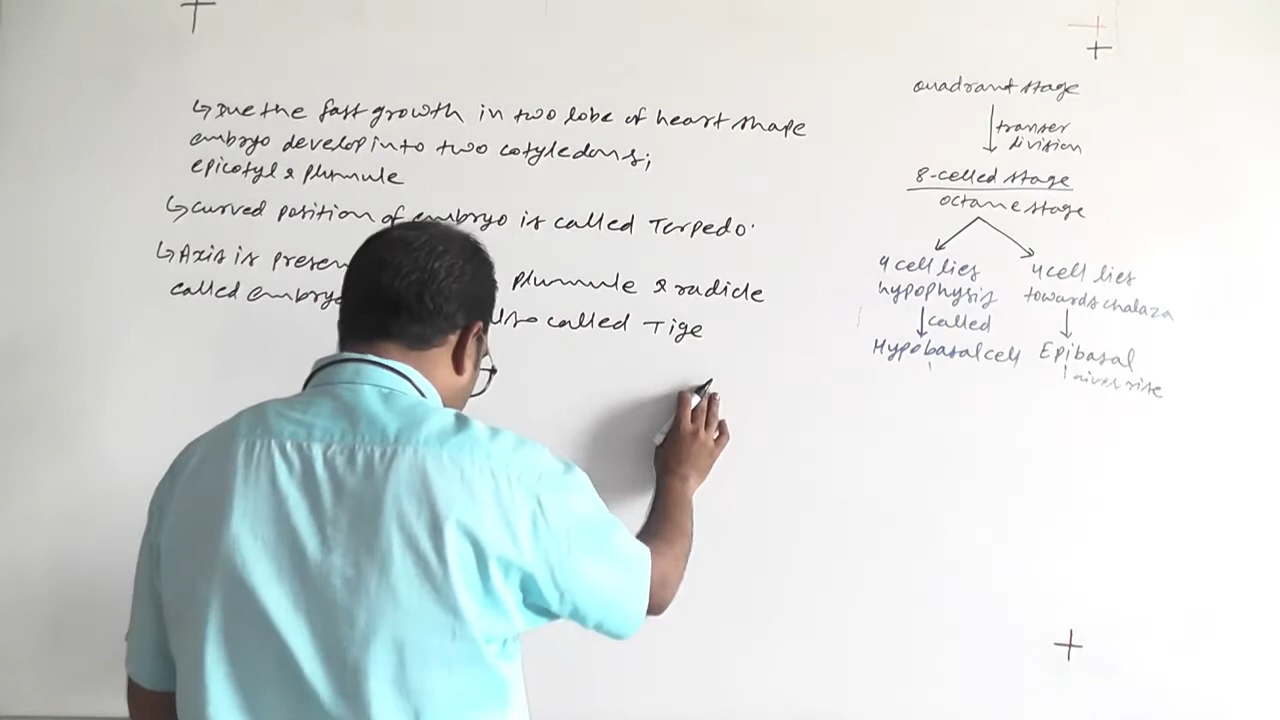 ↳ Due the fast growth in two lobe of heart shape
embryo develop into two cotyledons;
epicotyl & plumule
↳ curved position of embryo is called Torpedo.
↳ Axis is presen plumule & radicle
called embryo called Tige
quadrant stage
transer
division
8-celled stage
octane stage
4 cell lies
hypophysis
called
Hypobasal cell
4 cell lies
towards chalaza
Epibasal
gives rise